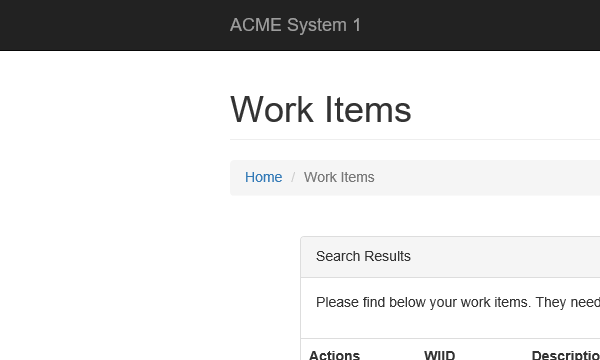 ACME System 1
Work Items
Home / Work Items
Search Results
Please find below your work items. They need
Actions WIID Descriptio